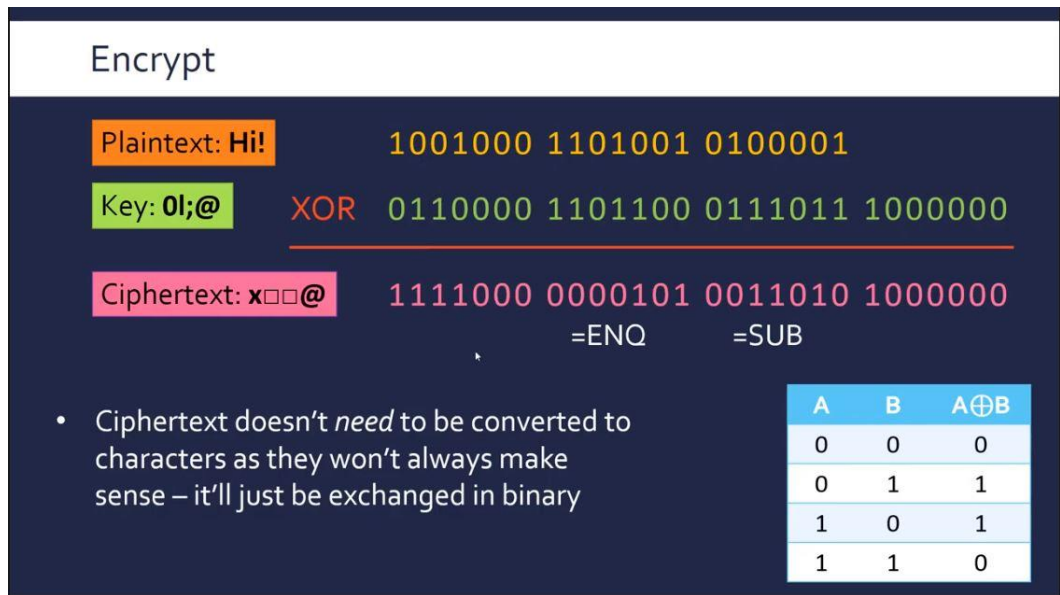 Encrypt
Plaintext: Hi! 1001000 1101001 0100001
Key: 0l;@ XOR 0110000 1101100 0111011 1000000
Ciphertext: x□□@ 1111000 0000101 0011010 1000000
=ENQ =SUB
• Ciphertext doesn't need to be converted to
characters as they won't always make
sense – it'll just be exchanged in binary
A B A⊕B
0 0 0
0 1 1
1 0 1
1 1 0